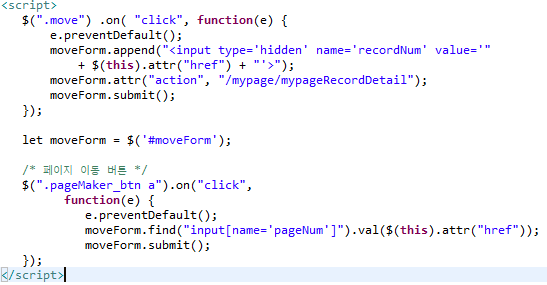 <script>
$(".move") .on( "click", function(e) {
e.preventDefault();
moveForm.append("<input type='hidden' name='recordNum' value='"
+ $(this).attr("href") + "'>");
moveForm.attr("action", "/mypage/mypageRecordDetail");
moveForm.submit();
});
let moveForm = $('#moveForm');
/* 페이지 이동 버튼 */
$(".pageMaker_btn a").on("click",
function(e) {
e.preventDefault();
moveForm.find("input[name='pageNum']").val($(this).attr("href"));
moveForm.submit();
});
</script>